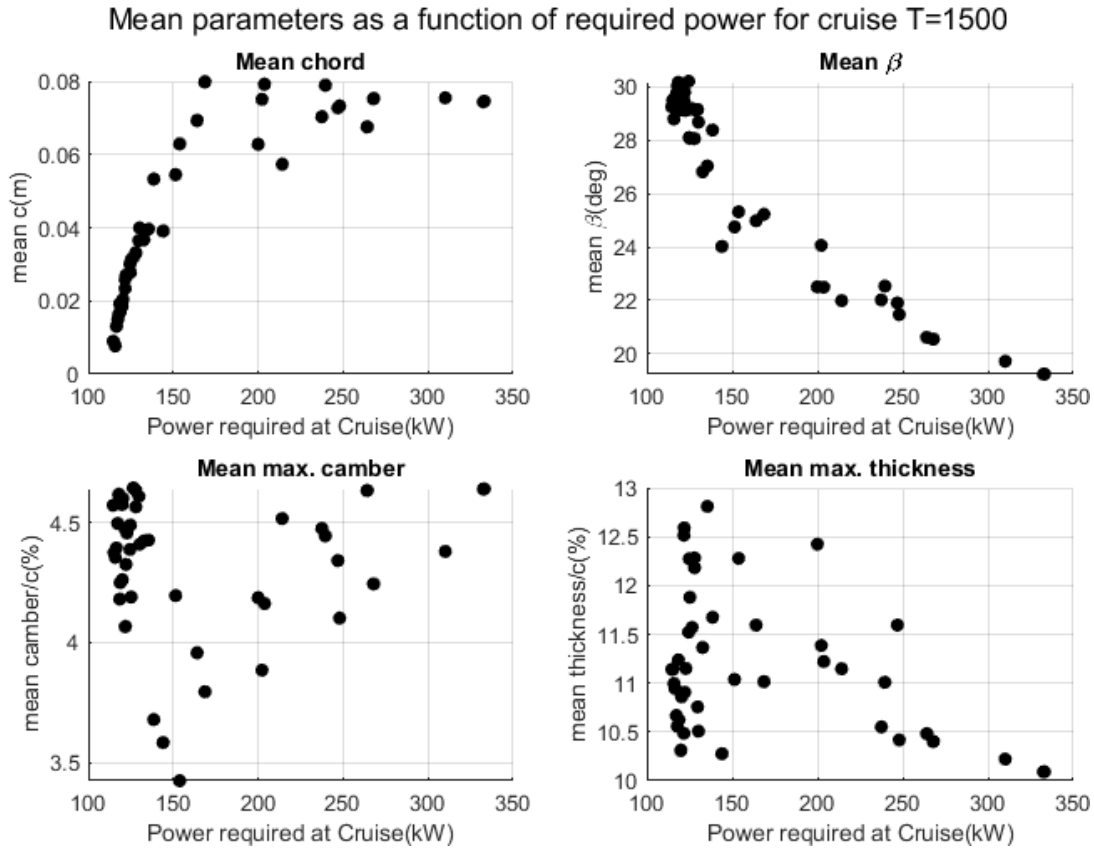 Mean parameters as a function of required power for cruise T=1500
Mean chord
mean c(m)
0.08
0.06
0.04
0.02
0
100 150 200 250 300 350
Power required at Cruise(kW)
Mean β
mean β(deg)
30
28
26
24
22
20
100 150 200 250 300 350
Power required at Cruise(kW)
Mean max. camber
mean camber/c(%)
4.5
4
3.5
100 150 200 250 300 350
Power required at Cruise(kW)
Mean max. thickness
mean thickness/c(%)
13
12.5
12
11.5
11
10.5
10
100 150 200 250 300 350
Power required at Cruise(kW)